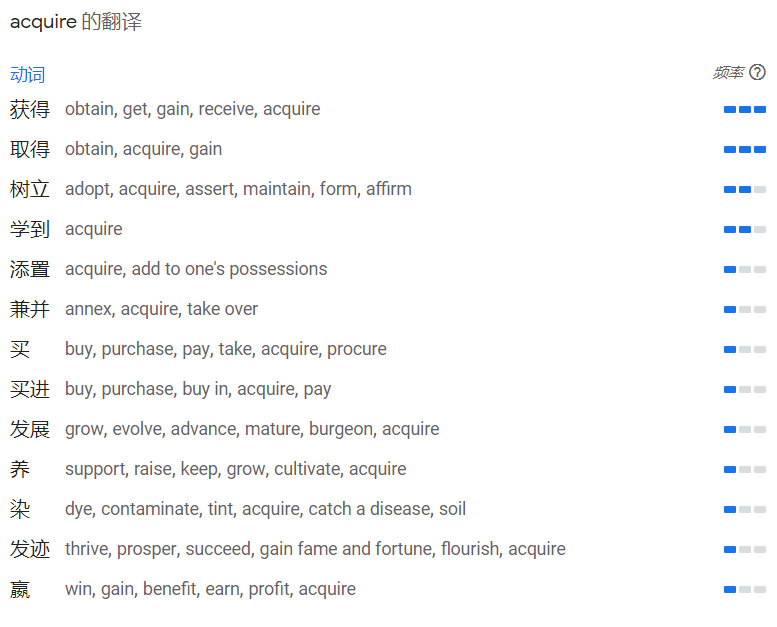 acquire 的翻译
动词 频率
获得 obtain, get, gain, receive, acquire
取得 obtain, acquire, gain
树立 adopt, acquire, assert, maintain, form, affirm
学到 acquire
添置 acquire, add to one's possessions
兼并 annex, acquire, take over
买 buy, purchase, pay, take, acquire, procure
买进 buy, purchase, buy in, acquire, pay
发展 grow, evolve, advance, mature, burgeon, acquire
养 support, raise, keep, grow, cultivate, acquire
染 dye, contaminate, tint, acquire, catch a disease, soil
发迹 thrive, prosper, succeed, gain fame and fortune, flourish, acquire
赢 win, gain, benefit, earn, profit, acquire